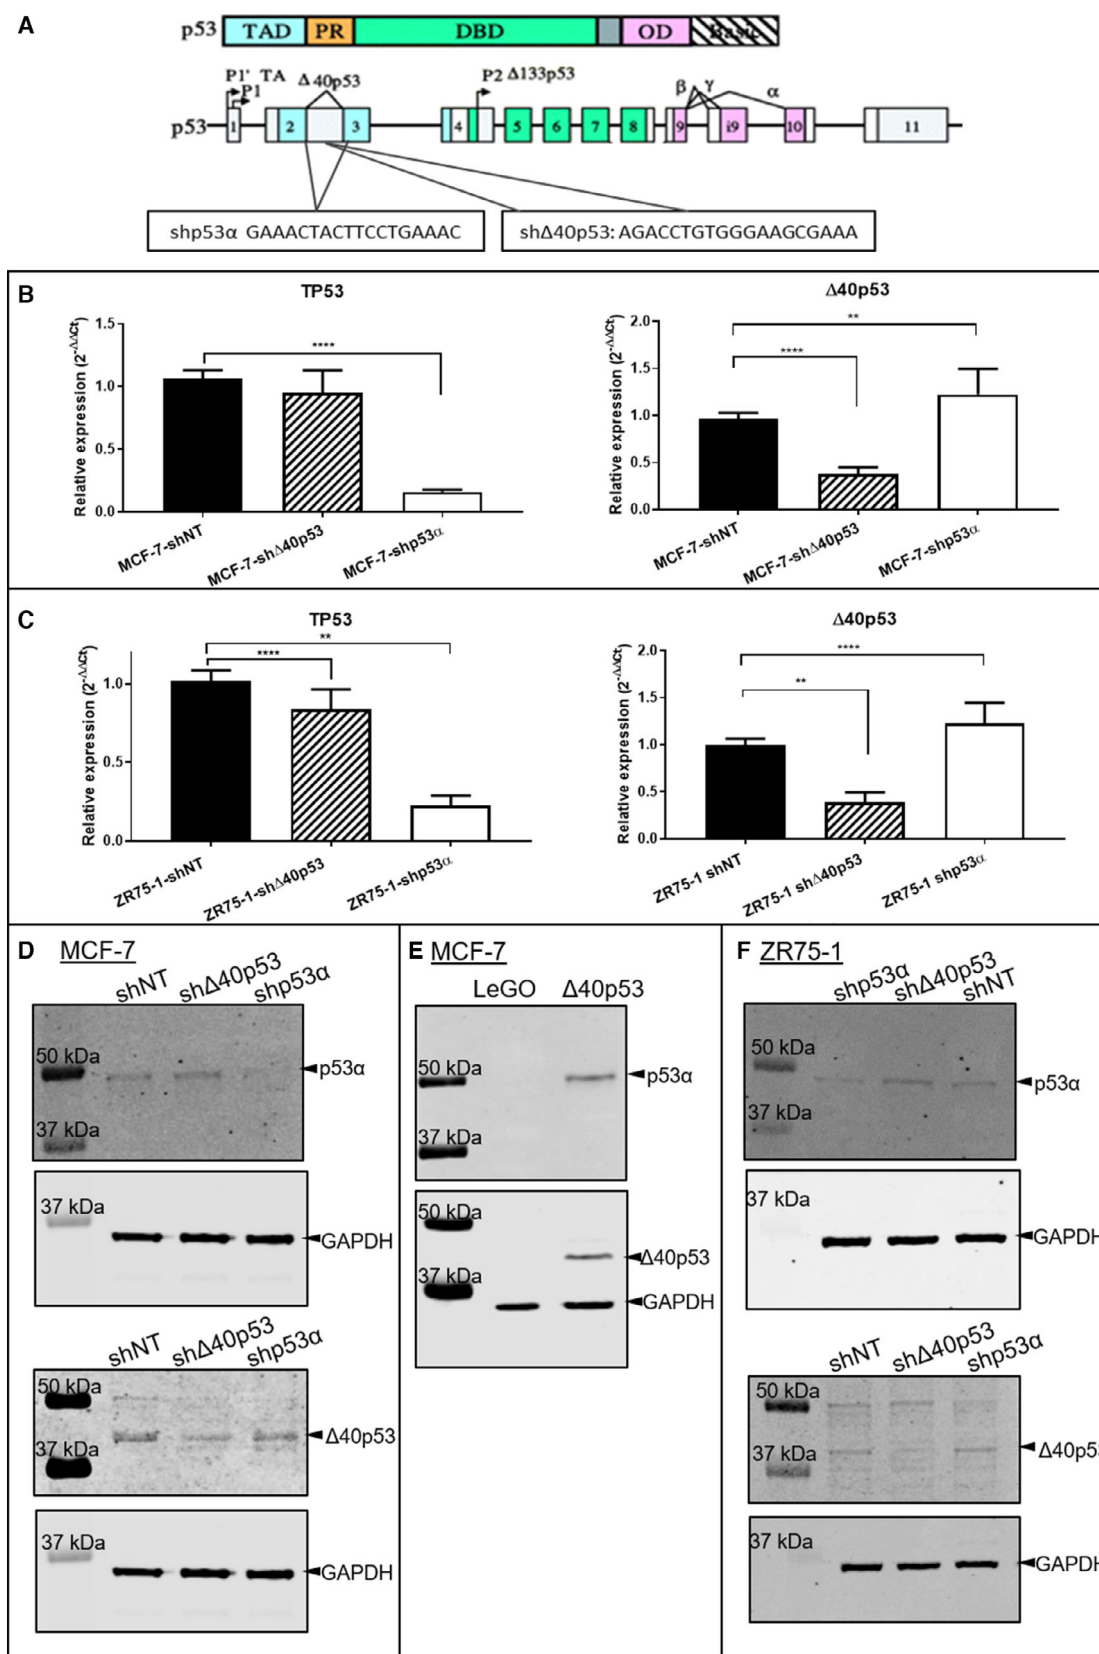 A
p53 TAD PR DBD OD Basic
P1' TA Δ40p53 P2 Δ133p53 β γ α
P1
p53 1 2 3 4 5 6 7 8 9 i9 10 11
shp53α GAAACTACTTCCTGAAAC
shΔ40p53: AGACCTGTGGGAAGCGAAA
B
TP53
Relative expression (2-ΔΔCt)
1.5
1.0
0.5
0.0
****
MCF-7-shNT
MCF-7-shΔ40p53
MCF-7-shp53α
Δ40p53
Relative expression (2-ΔΔCt)
2.0
1.5
1.0
0.5
0.0
**
****
MCF-7-shNT
MCF-7-shΔ40p53
MCF-7-shp53α
C
TP53
Relative expression (2-ΔΔCt)
1.0
0.5
0.0
**
****
ZR75-1-shNT
ZR75-1-shΔ40p53
ZR75-1-shp53α
Δ40p53
Relative expression (2-ΔΔCt)
2.0
1.5
1.0
0.5
0.0
****
**
ZR75-1 shNT
ZR75-1 shΔ40p53
ZR75-1 shp53α
D MCF-7
shNT shΔ40p53 shp53α
50 kDa
p53α
37 kDa
37 kDa
GAPDH
shNT shΔ40p53 shp53α
50 kDa
Δ40p53
37 kDa
37 kDa
GAPDH
E MCF-7
LeGO Δ40p53
50 kDa
p53α
37 kDa
50 kDa
Δ40p53
37 kDa
GAPDH
F ZR75-1
shp53α shΔ40p53 shNT
50 kDa
p53α
37 kDa
37 kDa
GAPDH
shNT shΔ40p53 shp53α
50 kDa
Δ40p53
37 kDa
37 kDa
GAPDH